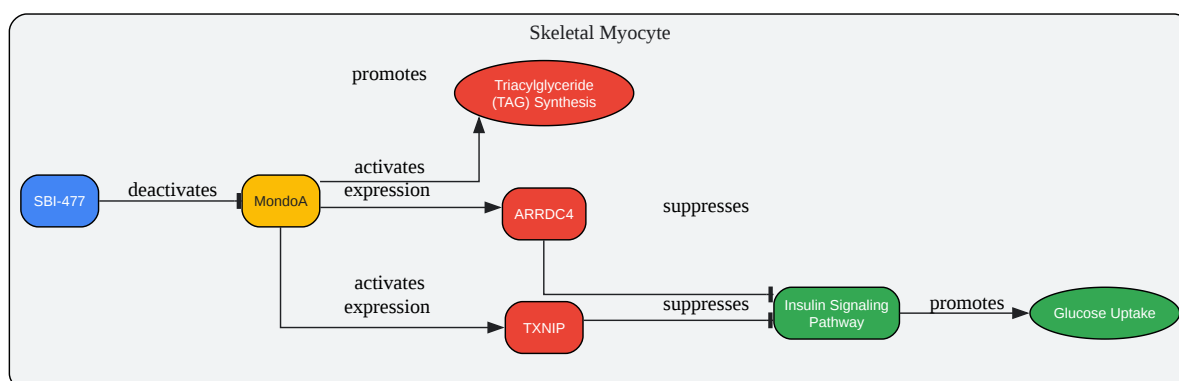 Skeletal Myocyte
promotes
Triacylglyceride
(TAG) Synthesis
activates
expression
SBI-477
deactivates
MondoA
ARRDC4
suppresses
activates
expression
TXNIP
suppresses
Insulin Signaling
Pathway
promotes
Glucose Uptake